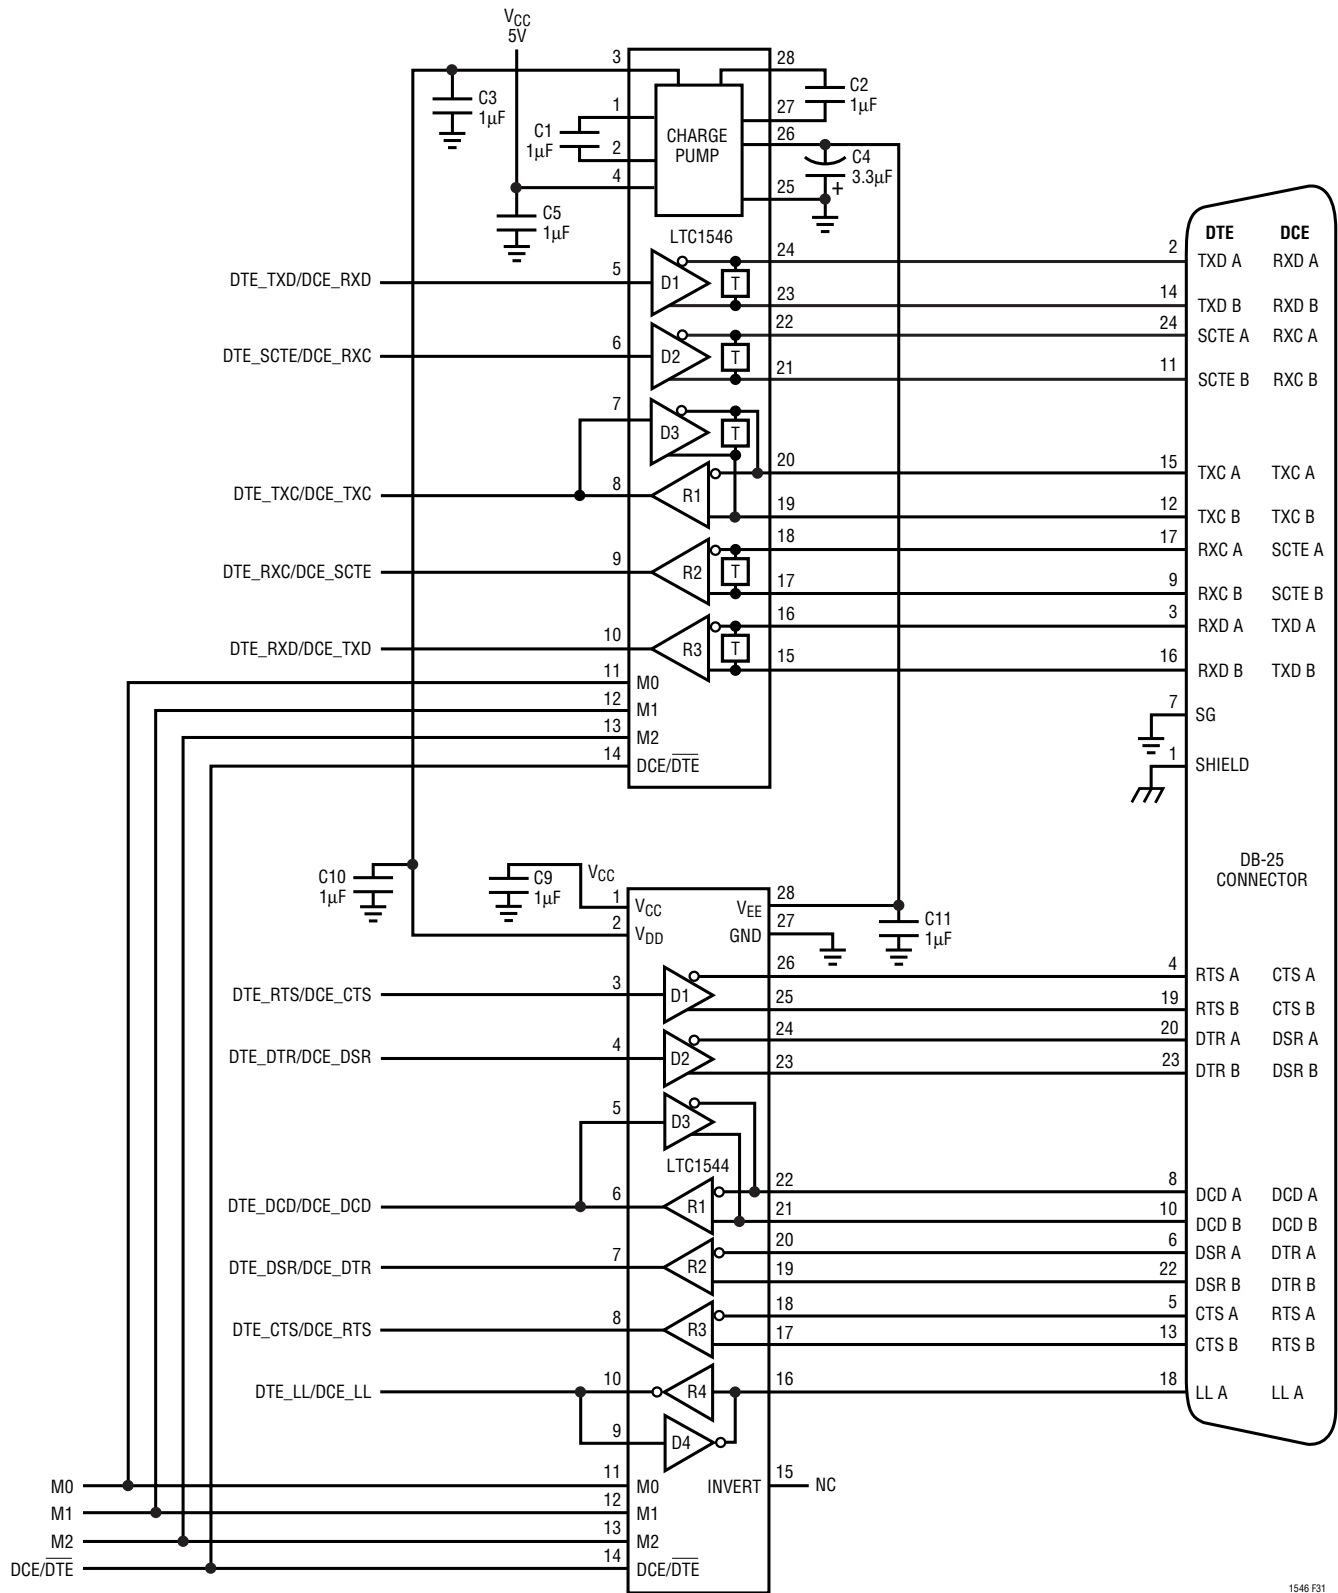 VCC
5V
3
28
C3
1µF
C2
1µF
1
27
C1
1µF
CHARGE
PUMP
26
2
C4
3.3µF
+
4
25
C5
1µF
LTC1546
DTE DCE
DTE_TXD/DCE_RXD 5 D1 T 24 2 TXD A RXD A
23 14 TXD B RXD B
DTE_SCTE/DCE_RXC 6 D2 T 22 24 SCTE A RXC A
21 11 SCTE B RXC B
7 D3 T
20 15 TXC A TXC A
DTE_TXC/DCE_TXC 8 R1
19 12 TXC B TXC B
18 17 RXC A SCTE A
DTE_RXC/DCE_SCTE 9 R2 T
17 9 RXC B SCTE B
16 3 RXD A TXD A
DTE_RXD/DCE_TXD 10 R3 T
15 16 RXD B TXD B
11 M0
12 M1
13 M2
14 DCE/DTE
7 SG
1 SHIELD
DB-25
CONNECTOR
C10
1µF
C9
1µF
VCC
1 VCC
VEE 28
2 VDD
GND 27
C11
1µF
26 4 RTS A CTS A
DTE_RTS/DCE_CTS 3 D1
25 19 RTS B CTS B
24 20 DTR A DSR A
DTE_DTR/DCE_DSR 4 D2
23 23 DTR B DSR B
5 D3
LTC1544
22 8 DCD A DCD A
DTE_DCD/DCE_DCD 6 R1
21 10 DCD B DCD B
20 6 DSR A DTR A
DTE_DSR/DCE_DTR 7 R2
19 22 DSR B DTR B
18 5 CTS A RTS A
DTE_CTS/DCE_RTS 8 R3
17 13 CTS B RTS B
DTE_LL/DCE_LL 10 R4 16 18 LL A LL A
9 D4
M0 11 M0 INVERT 15 NC
M1 12 M1
M2 13 M2
DCE/DTE 14 DCE/DTE
1546 F31